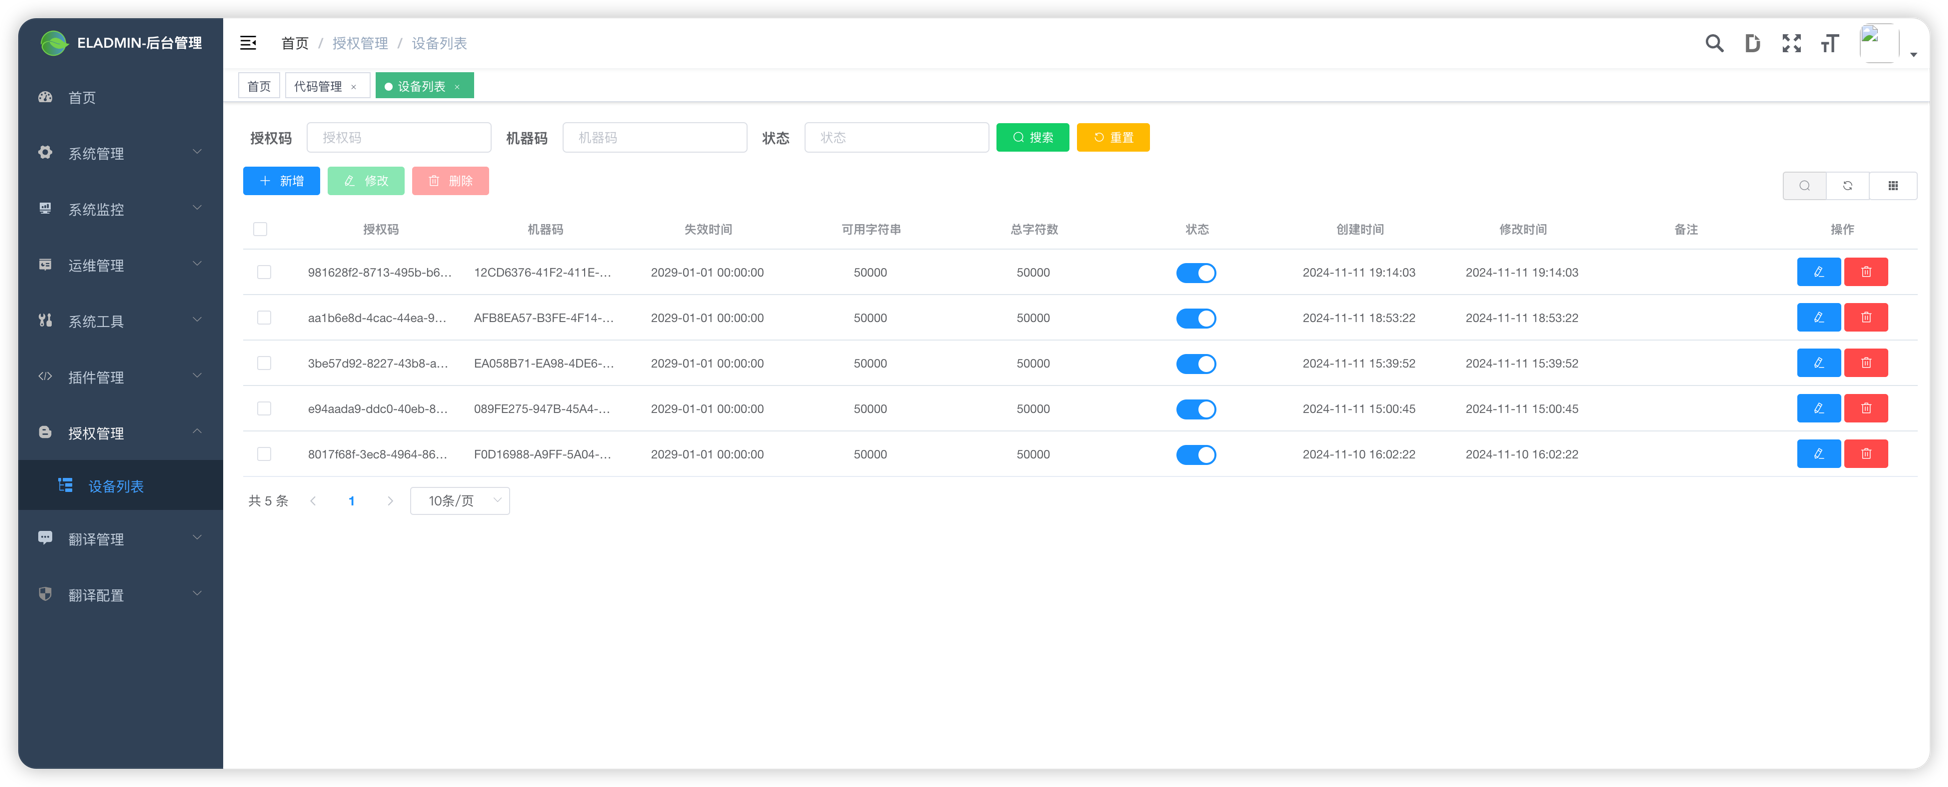 ELADMIN-后台管理
首页 / 授权管理 / 设备列表
首页 代码管理 × 设备列表 ×
首页
系统管理
系统监控
运维管理
系统工具
插件管理
授权管理
设备列表
翻译管理
翻译配置
授权码 授权码 机器码 机器码 状态 状态 搜索 重置
新增 修改 删除
授权码 机器码 失效时间 可用字符串 总字符数 状态 创建时间 修改时间 备注 操作
981628f2-8713-495b-b6... 12CD6376-41F2-411E-... 2029-01-01 00:00:00 50000 50000 2024-11-11 19:14:03 2024-11-11 19:14:03
aa1b6e8d-4cac-44ea-9... AFB8EA57-B3FE-4F14-... 2029-01-01 00:00:00 50000 50000 2024-11-11 18:53:22 2024-11-11 18:53:22
3be57d92-8227-43b8-a... EA058B71-EA98-4DE6-... 2029-01-01 00:00:00 50000 50000 2024-11-11 15:39:52 2024-11-11 15:39:52
e94aada9-ddc0-40eb-8... 089FE275-947B-45A4-... 2029-01-01 00:00:00 50000 50000 2024-11-11 15:00:45 2024-11-11 15:00:45
8017f68f-3ec8-4964-86... F0D16988-A9FF-5A04-... 2029-01-01 00:00:00 50000 50000 2024-11-10 16:02:22 2024-11-10 16:02:22
共 5 条 1 10条/页